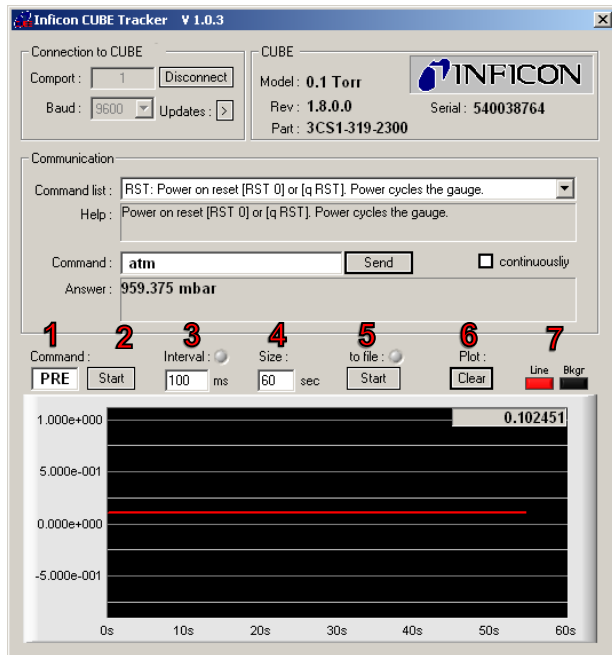 Inficon CUBE Tracker V 1.0.3
Connection to CUBE
Comport : 1 Disconnect
Baud : 9600 Updates : >
CUBE
Model : 0.1 Torr
INFICON
Rev : 1.8.0.0 Serial : 540038764
Part : 3CS1-319-2300
Communication
Command list : RST: Power on reset [RST 0] or [q RST]. Power cycles the gauge.
Help : Power on reset [RST 0] or [q RST]. Power cycles the gauge.
Command : atm Send continuousliy
Answer : 959.375 mbar
1 2 3 4 5 6 7
Command : Interval : Size : to file : Plot :
Line Bkgr
PRE Start 100 ms 60 sec Start Clear
0.102451
1.000e+000
5.000e-001
0.000e+000
-5.000e-001
0s 10s 20s 30s 40s 50s 60s